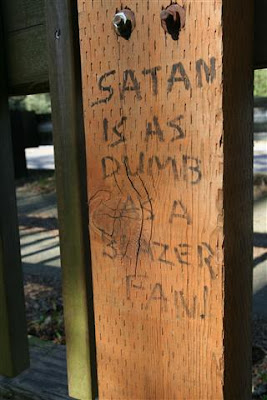 SATAN
IS AS
DUMB
AS A
BLAZER
FAN!